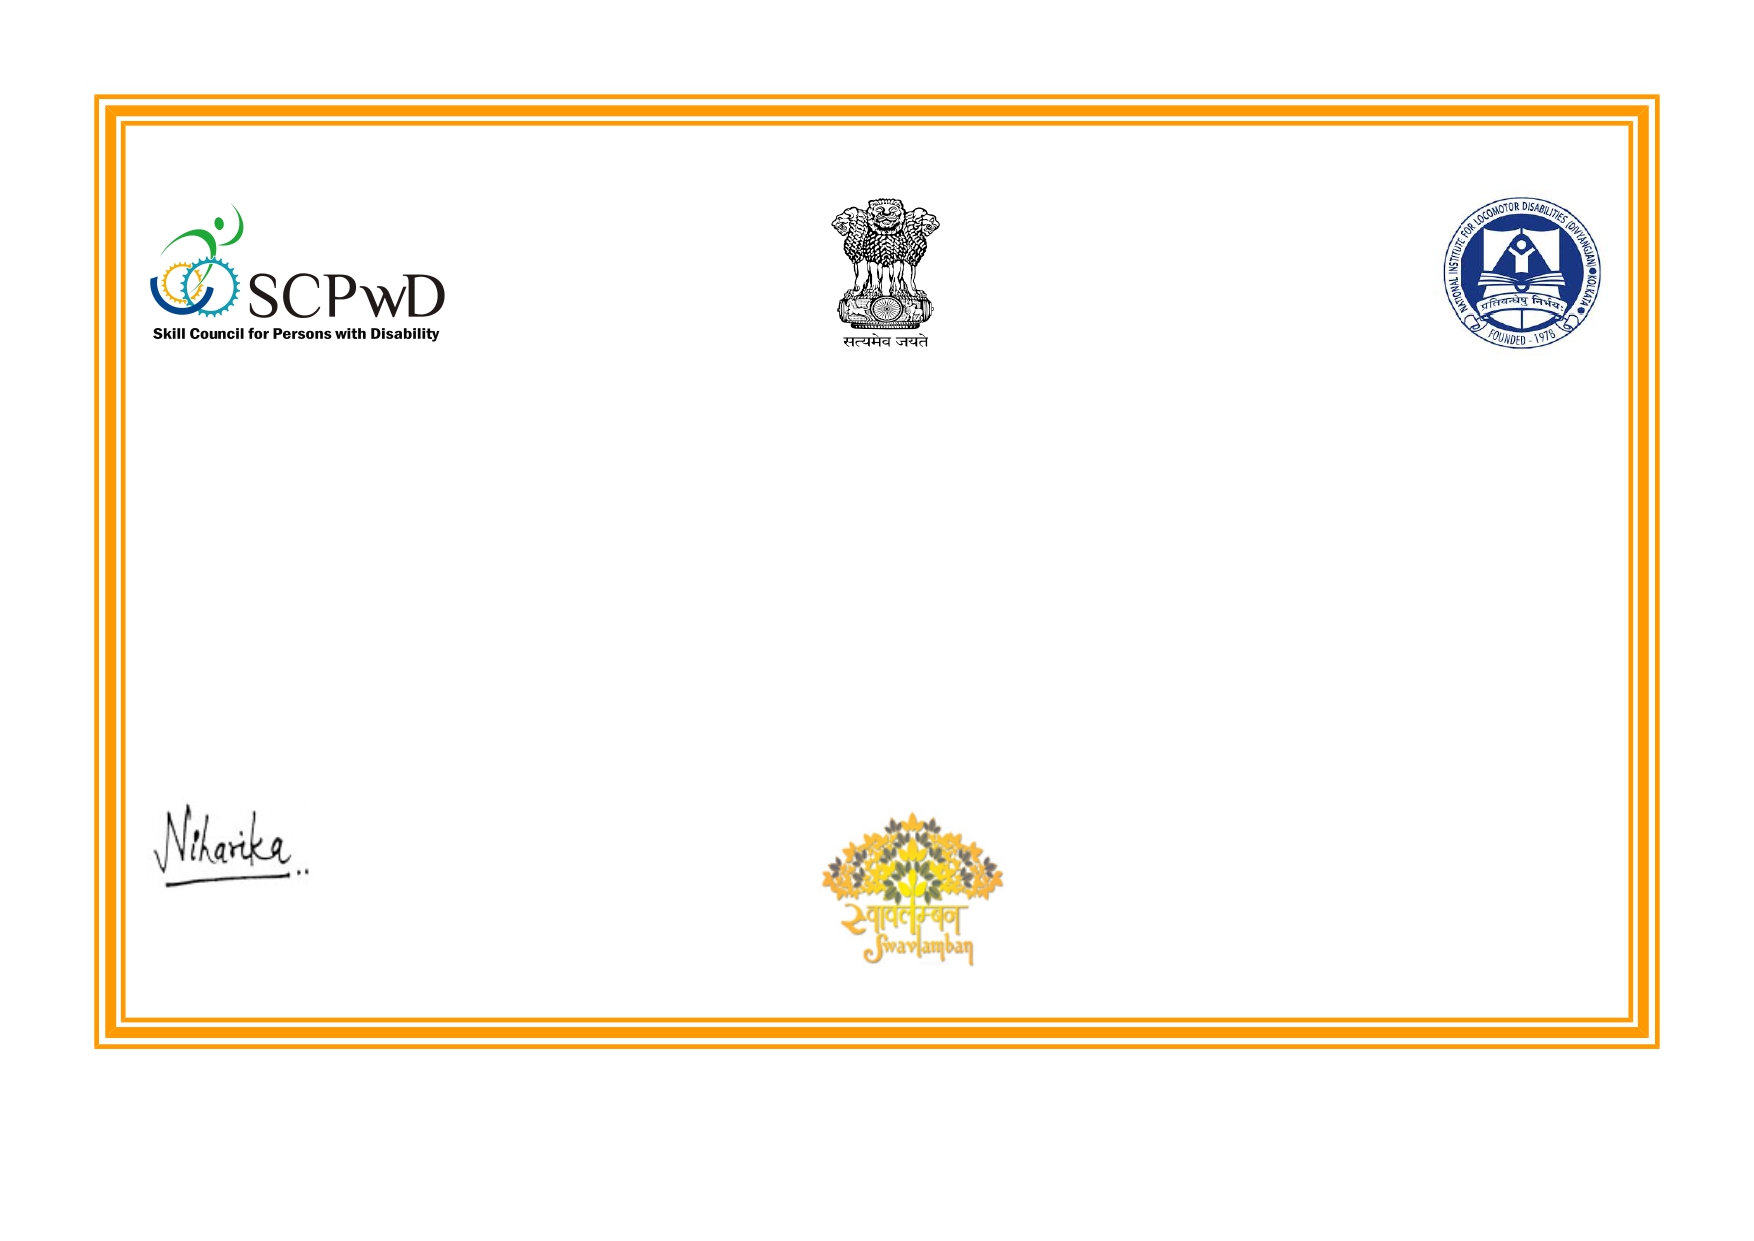 SCPwD
Skill Council for Persons with Disability
सत्यमेव जयते
NATIONAL INSTITUTE FOR LOCOMOTOR DISABILITIES (DIVYANGJAN) ● KOLKATA ●
प्रतिबन्धेषु निर्भयः
FOUNDED - 1978
Niharika
स्वावलम्बन
Swavlamban